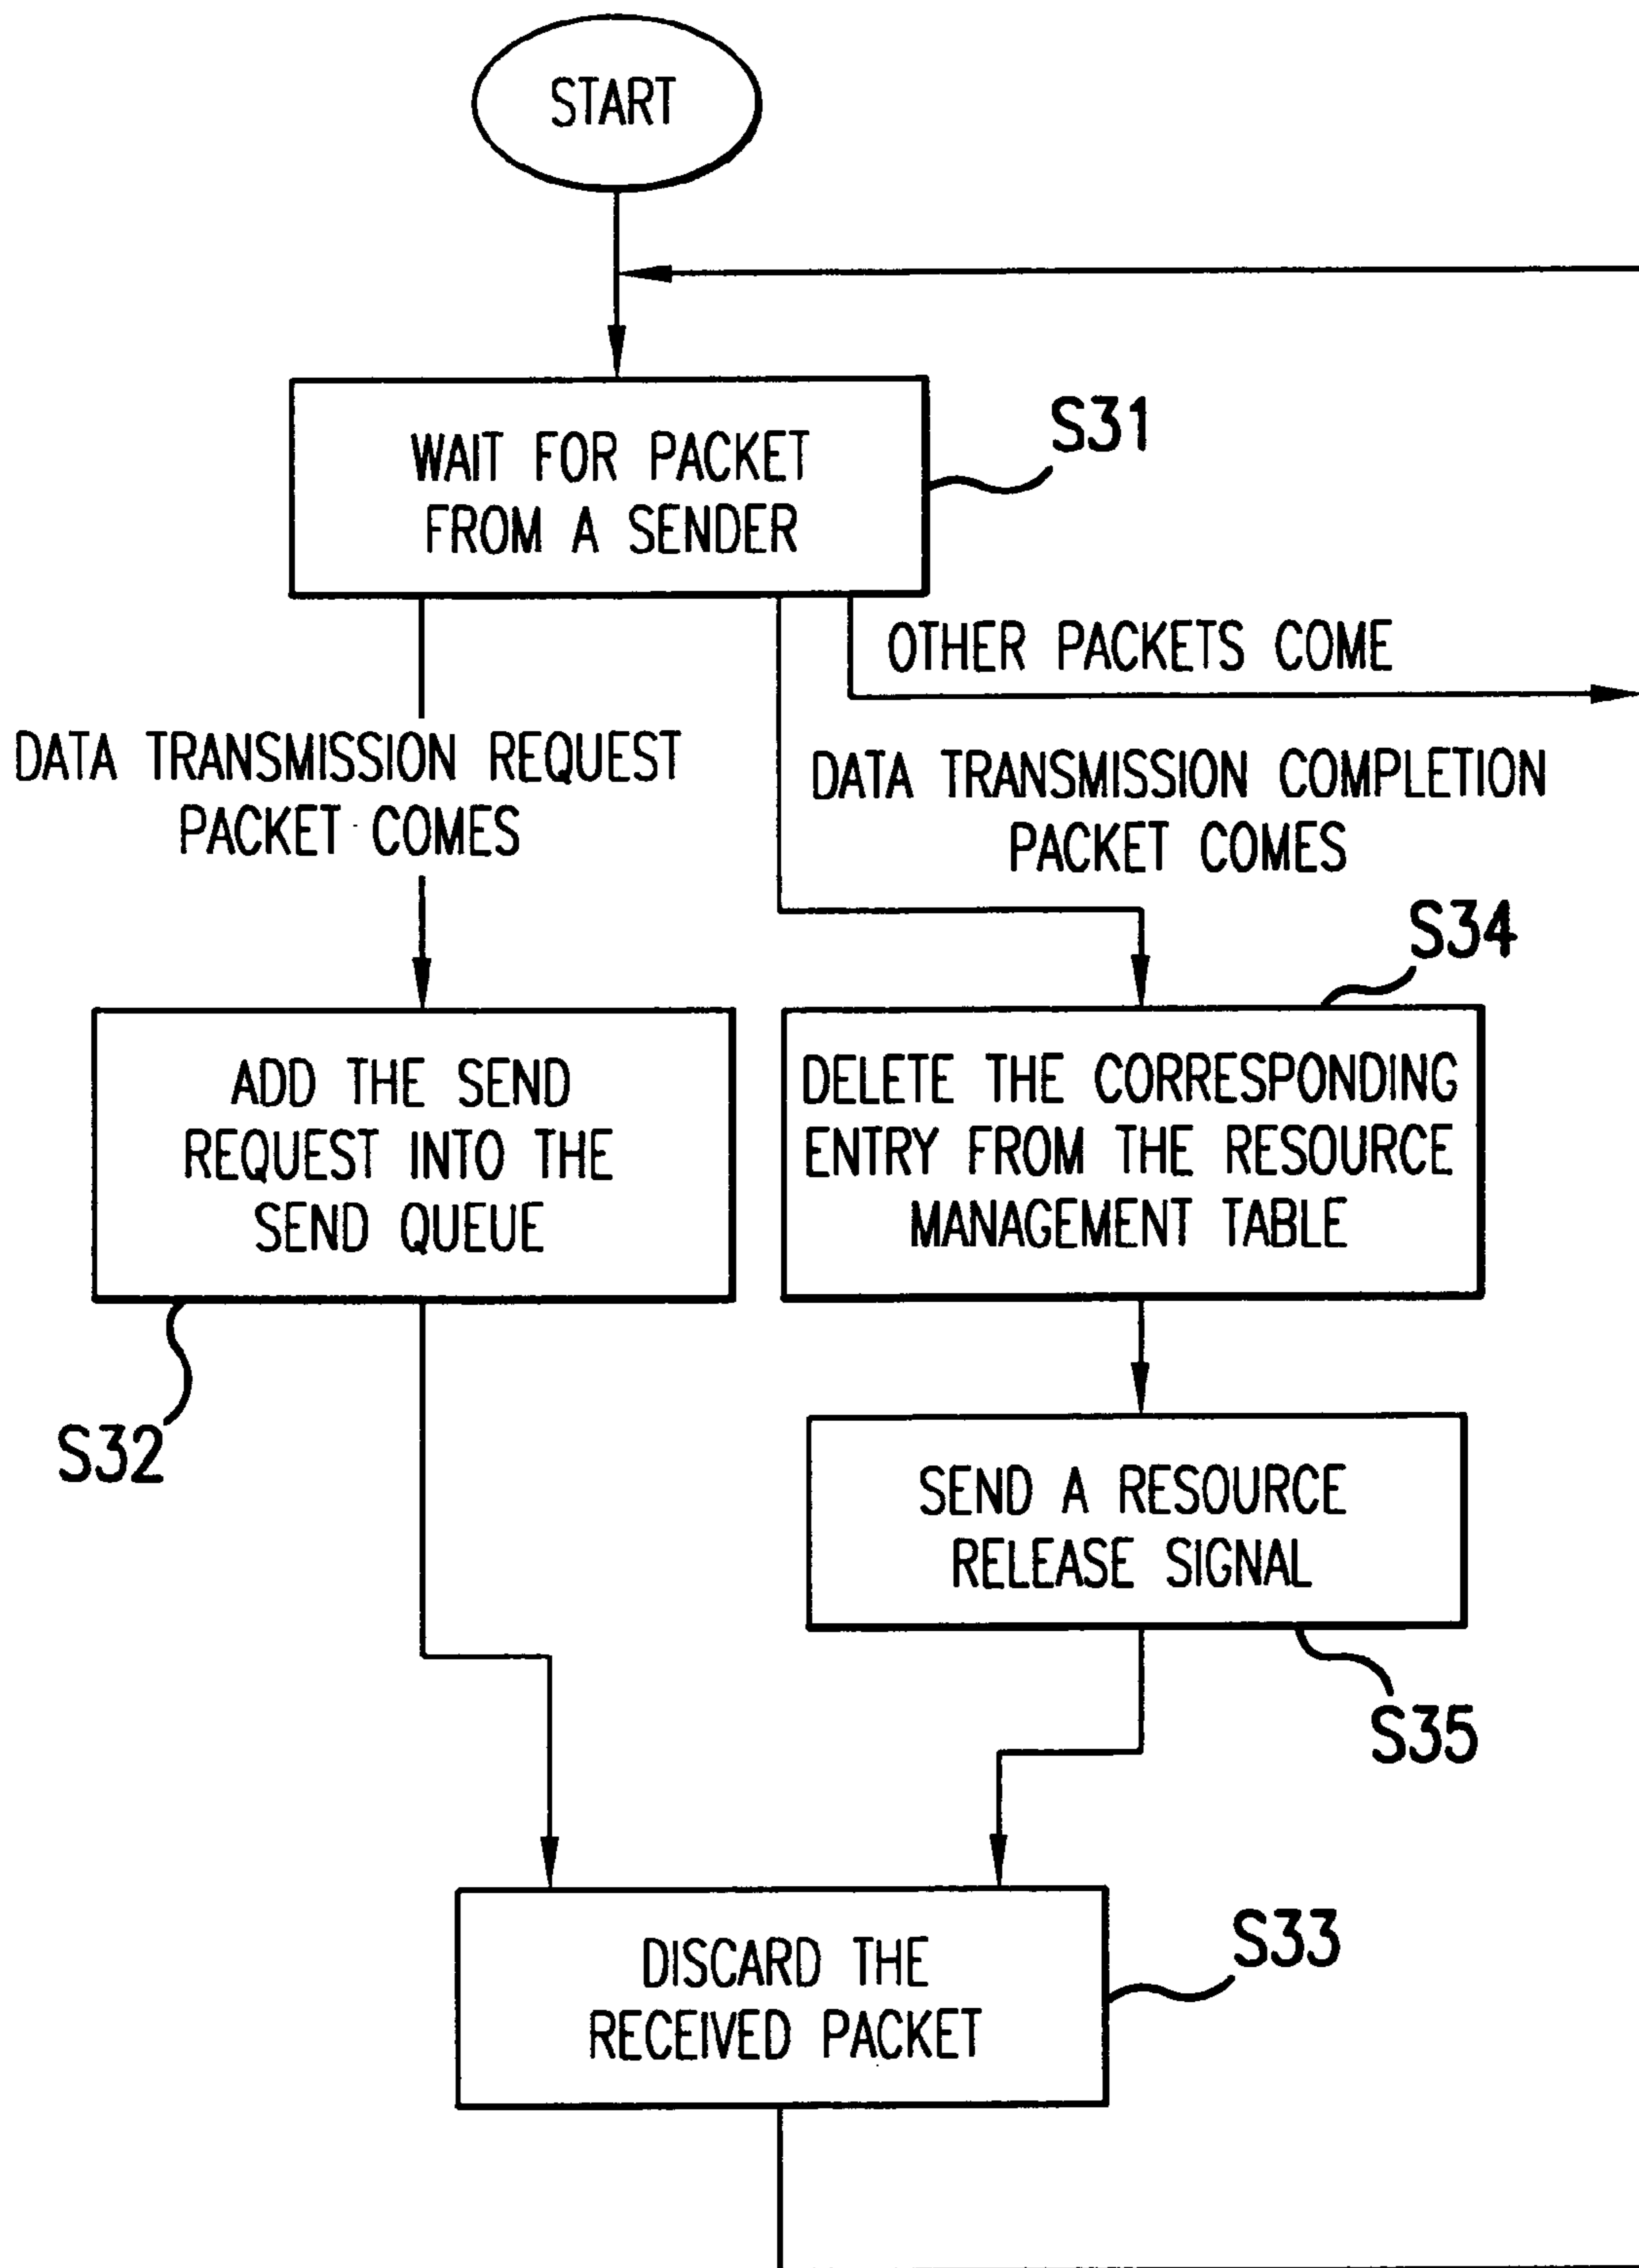 START
WAIT FOR PACKET
FROM A SENDER
S31
OTHER PACKETS COME
DATA TRANSMISSION REQUEST
PACKET COMES
DATA TRANSMISSION COMPLETION
PACKET COMES
S34
ADD THE SEND
REQUEST INTO THE
SEND QUEUE
S32
DELETE THE CORRESPONDING
ENTRY FROM THE RESOURCE
MANAGEMENT TABLE
SEND A RESOURCE
RELEASE SIGNAL
S35
DISCARD THE
RECEIVED PACKET
S33